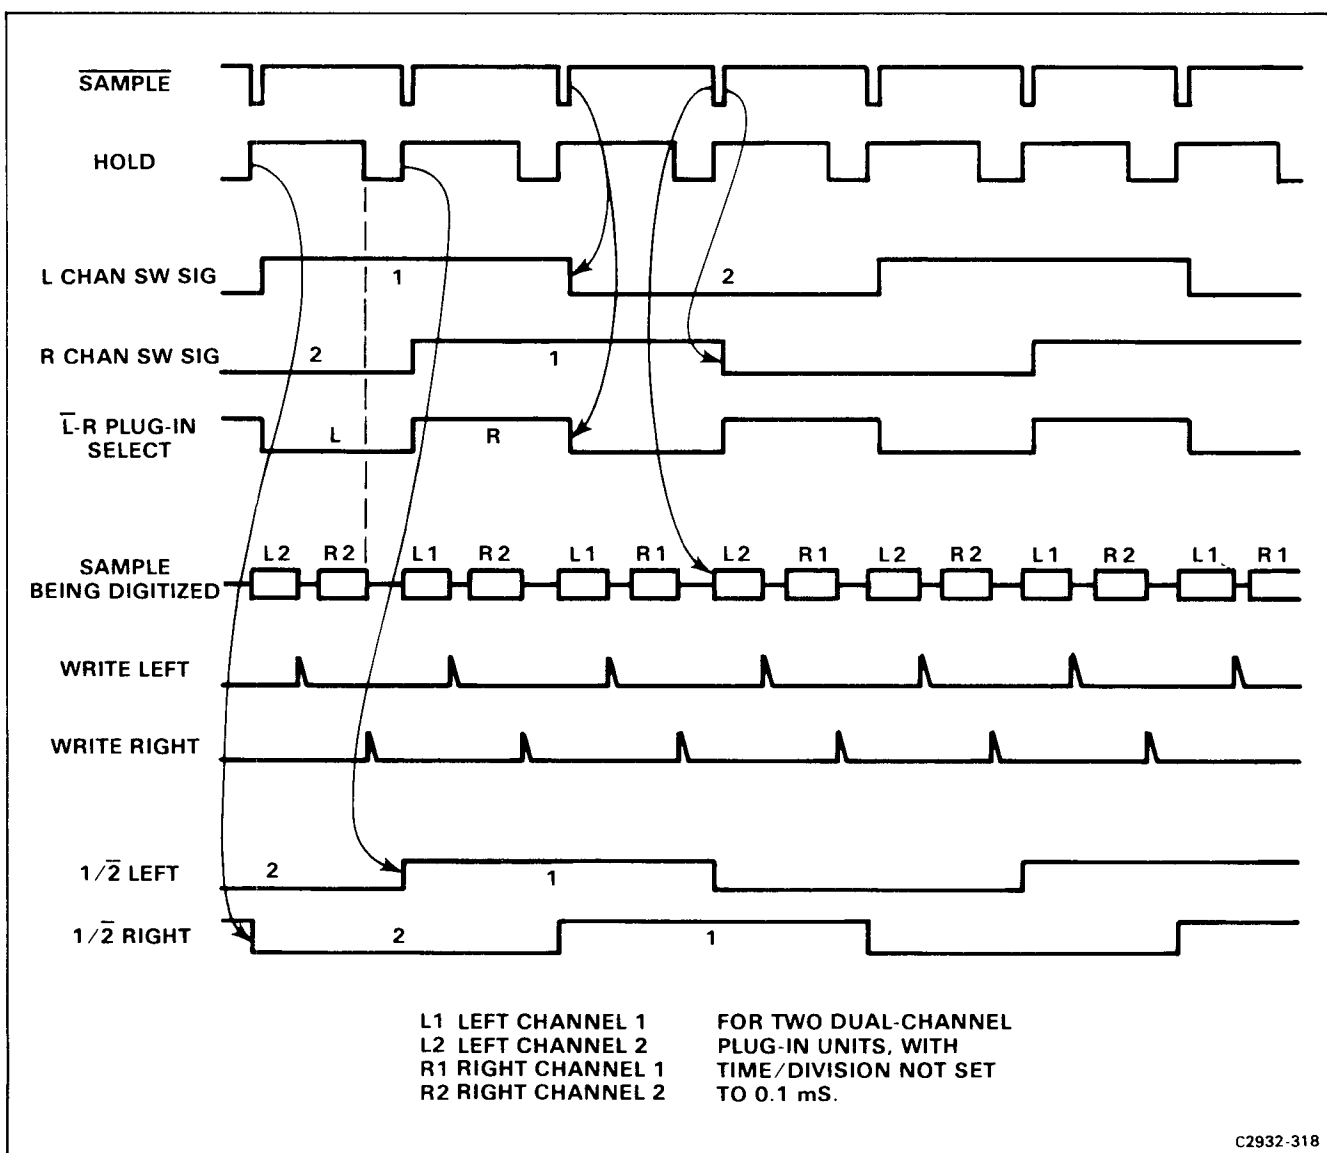 S̅A̅M̅P̅L̅E̅
HOLD
L CHAN SW SIG
1
2
R CHAN SW SIG
2
1
L̅-R PLUG-IN
SELECT
L
R
SAMPLE
BEING DIGITIZED
L2 R2 L1 R2 L1 R1 L2 R1 L2 R2 L1 R2 L1 R1
WRITE LEFT
WRITE RIGHT
1/2̅ LEFT
2
1
1/2̅ RIGHT
2
1
L1 LEFT CHANNEL 1
L2 LEFT CHANNEL 2
R1 RIGHT CHANNEL 1
R2 RIGHT CHANNEL 2
FOR TWO DUAL-CHANNEL
PLUG-IN UNITS, WITH
TIME/DIVISION NOT SET
TO 0.1 mS.
C2932-318